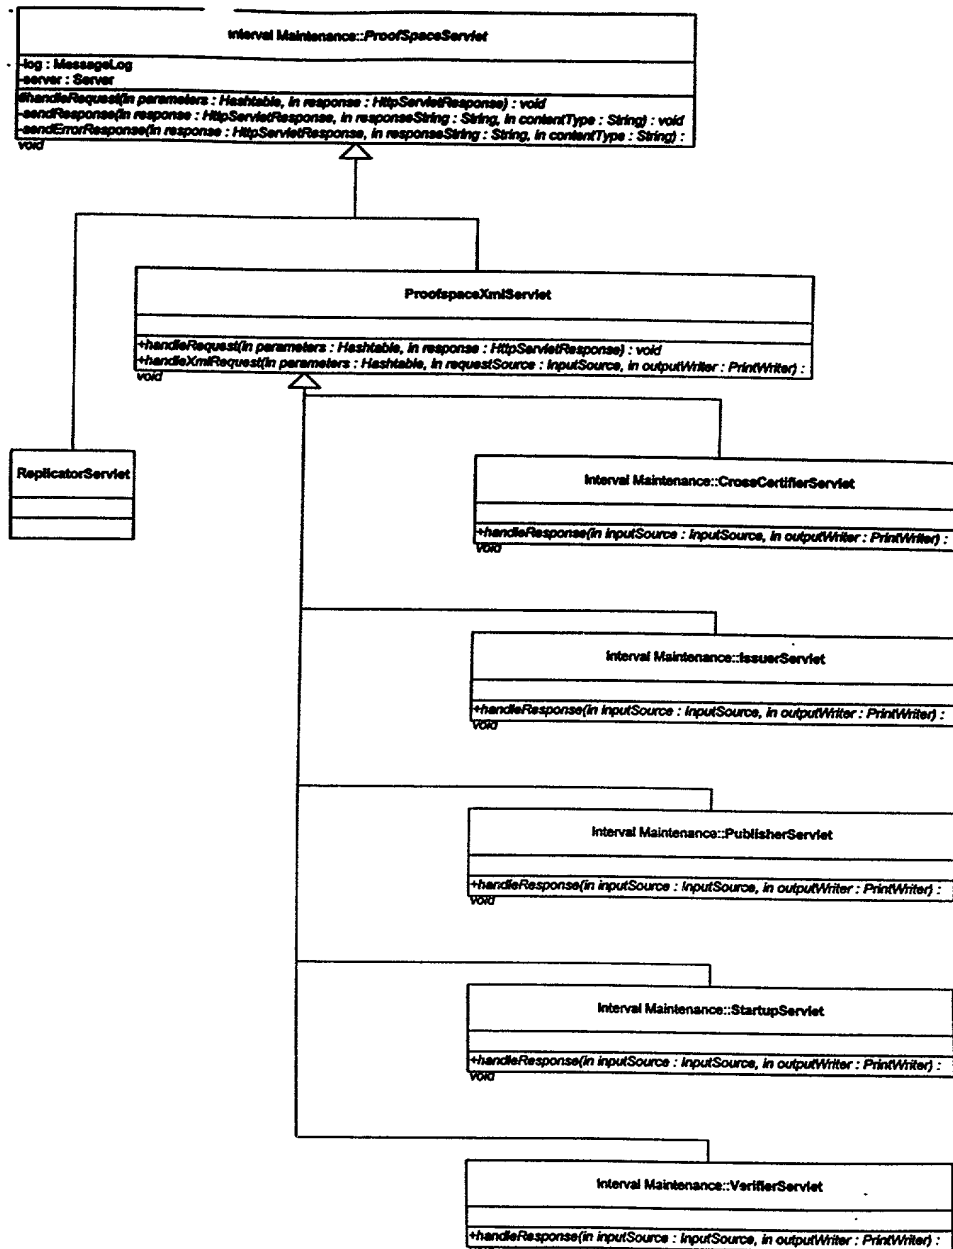 Interval Maintenance::ProofSpaceServlet
-log : MessageLog
-server : Server
#handleRequest(in parameters : Hashtable, in response : HttpServletResponse) : void
-sendResponse(in response : HttpServletResponse, in responseString : String, in contentType : String) : void
-sendErrorResponse(in response : HttpServletResponse, in responseString : String, in contentType : String) :
void
ProofspaceXmlServlet
+handleRequest(in parameters : Hashtable, in response : HttpServletResponse) : void
+handleXmlRequest(in parameters : Hashtable, in requestSource : InputSource, in outputWriter : PrintWriter) :
void
ReplicatorServlet
Interval Maintenance::CrossCertifierServlet
+handleResponse(in inputSource : InputSource, in outputWriter : PrintWriter) :
void
Interval Maintenance::IssuerServlet
+handleResponse(in inputSource : InputSource, in outputWriter : PrintWriter) :
void
Interval Maintenance::PublisherServlet
+handleResponse(in inputSource : InputSource, in outputWriter : PrintWriter) :
void
Interval Maintenance::StartupServlet
+handleResponse(in inputSource : InputSource, in outputWriter : PrintWriter) :
void
Interval Maintenance::VerifierServlet
+handleResponse(in inputSource : InputSource, in outputWriter : PrintWriter) :